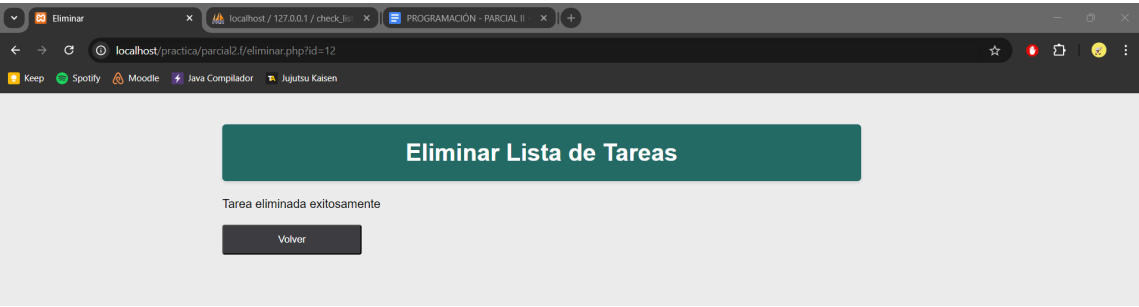 Eliminar
localhost / 127.0.0.1 / check_list
PROGRAMACIÓN - PARCIAL II -
localhost/practica/parcial2.f/eliminar.php?id=12
Keep Spotify Moodle Java Compilador Jujutsu Kaisen
Eliminar Lista de Tareas
Tarea eliminada exitosamente
Volver